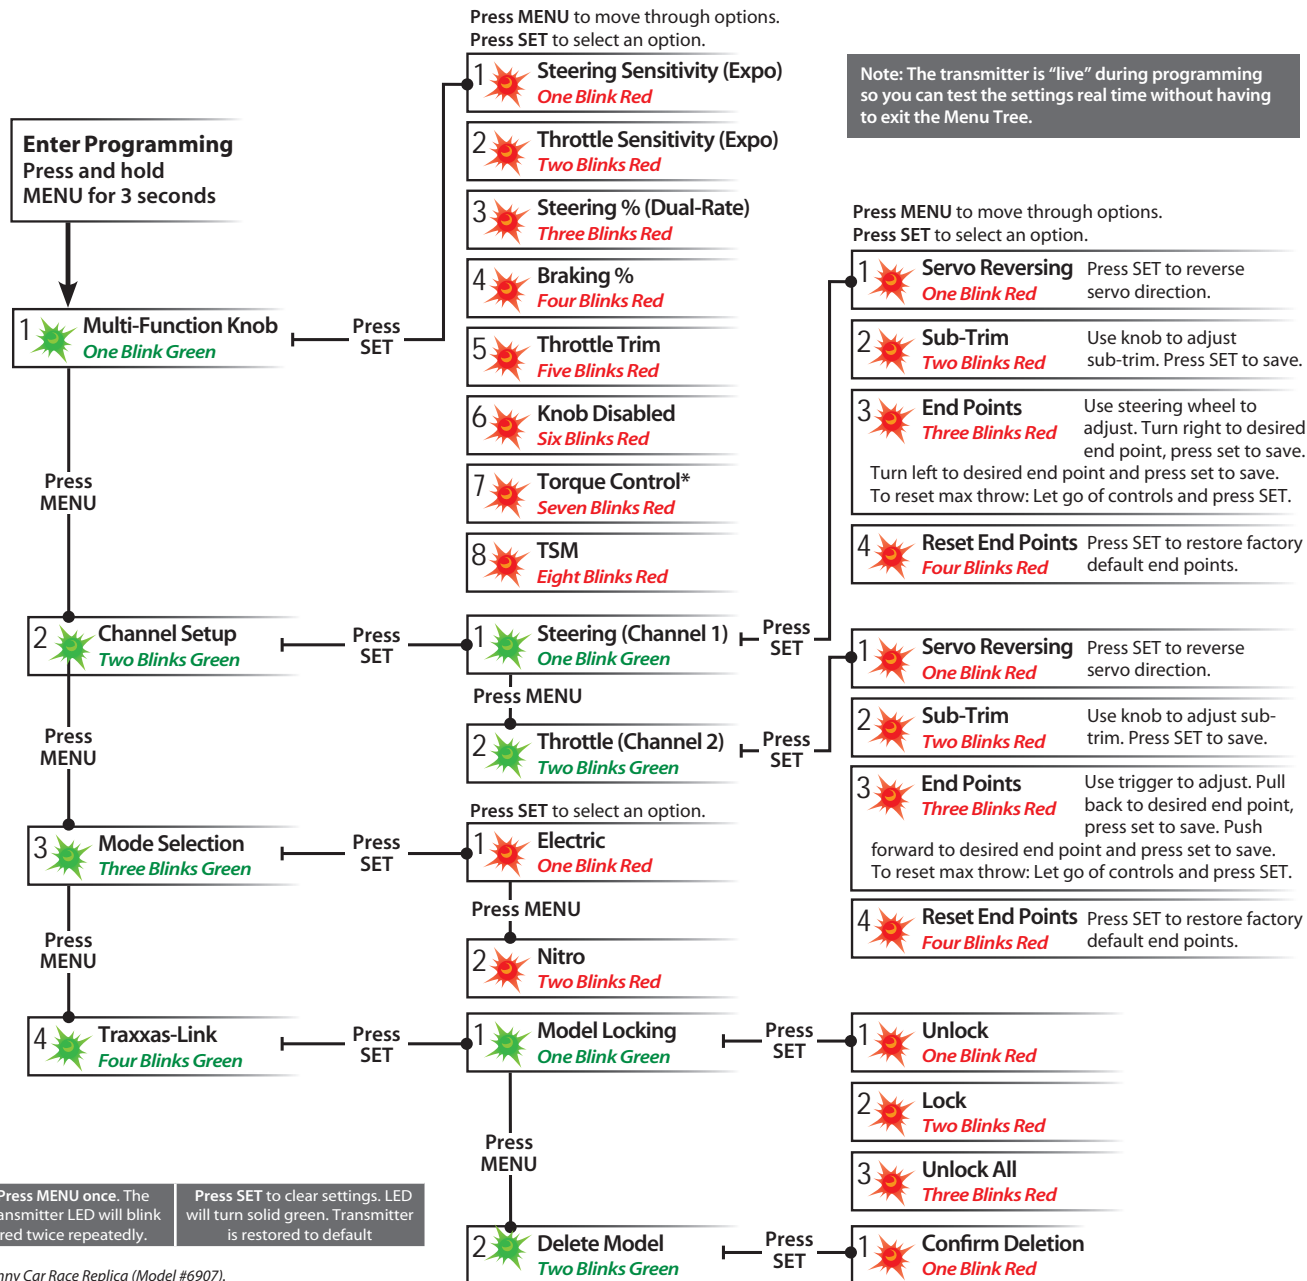 Press MENU to move through options.
Press SET to select an option.
1
Steering Sensitivity (Expo)
One Blink Red
2
Throttle Sensitivity (Expo)
Two Blinks Red
3
Steering % (Dual-Rate)
Three Blinks Red
4
Braking %
Four Blinks Red
5
Throttle Trim
Five Blinks Red
6
Knob Disabled
Six Blinks Red
7
Torque Control*
Seven Blinks Red
8
TSM
Eight Blinks Red
Note: The transmitter is “live” during programming
so you can test the settings real time without having
to exit the Menu Tree.
Enter Programming
Press and hold
MENU for 3 seconds
1
Multi-Function Knob
One Blink Green
Press
SET
Press
MENU
2
Channel Setup
Two Blinks Green
Press
SET
1
Steering (Channel 1)
One Blink Green
Press
SET
Press MENU
2
Throttle (Channel 2)
Two Blinks Green
Press
SET
Press MENU to move through options.
Press SET to select an option.
1
Servo Reversing
One Blink Red
Press SET to reverse
servo direction.
2
Sub-Trim
Two Blinks Red
Use knob to adjust
sub-trim. Press SET to save.
3
End Points
Three Blinks Red
Use steering wheel to
adjust. Turn right to desired
end point, press set to save.
Turn left to desired end point and press set to save.
To reset max throw: Let go of controls and press SET.
4
Reset End Points
Four Blinks Red
Press SET to restore factory
default end points.
1
Servo Reversing
One Blink Red
Press SET to reverse
servo direction.
2
Sub-Trim
Two Blinks Red
Use knob to adjust sub-
trim. Press SET to save.
3
End Points
Three Blinks Red
Use trigger to adjust. Pull
back to desired end point,
press set to save. Push
forward to desired end point and press set to save.
To reset max throw: Let go of controls and press SET.
4
Reset End Points
Four Blinks Red
Press SET to restore factory
default end points.
Press
MENU
3
Mode Selection
Three Blinks Green
Press
SET
Press SET to select an option.
1
Electric
One Blink Red
Press MENU
2
Nitro
Two Blinks Red
Press
MENU
4
Traxxas-Link
Four Blinks Green
Press
SET
1
Model Locking
One Blink Green
Press
SET
1
Unlock
One Blink Red
2
Lock
Two Blinks Red
3
Unlock All
Three Blinks Red
Press
MENU
2
Delete Model
Two Blinks Green
Press
SET
1
Confirm Deletion
One Blink Red
Press MENU once. The
ansmitter LED will blink
red twice repeatedly.
Press SET to clear settings. LED
will turn solid green. Transmitter
is restored to default
nny Car Race Replica (Model #6907).